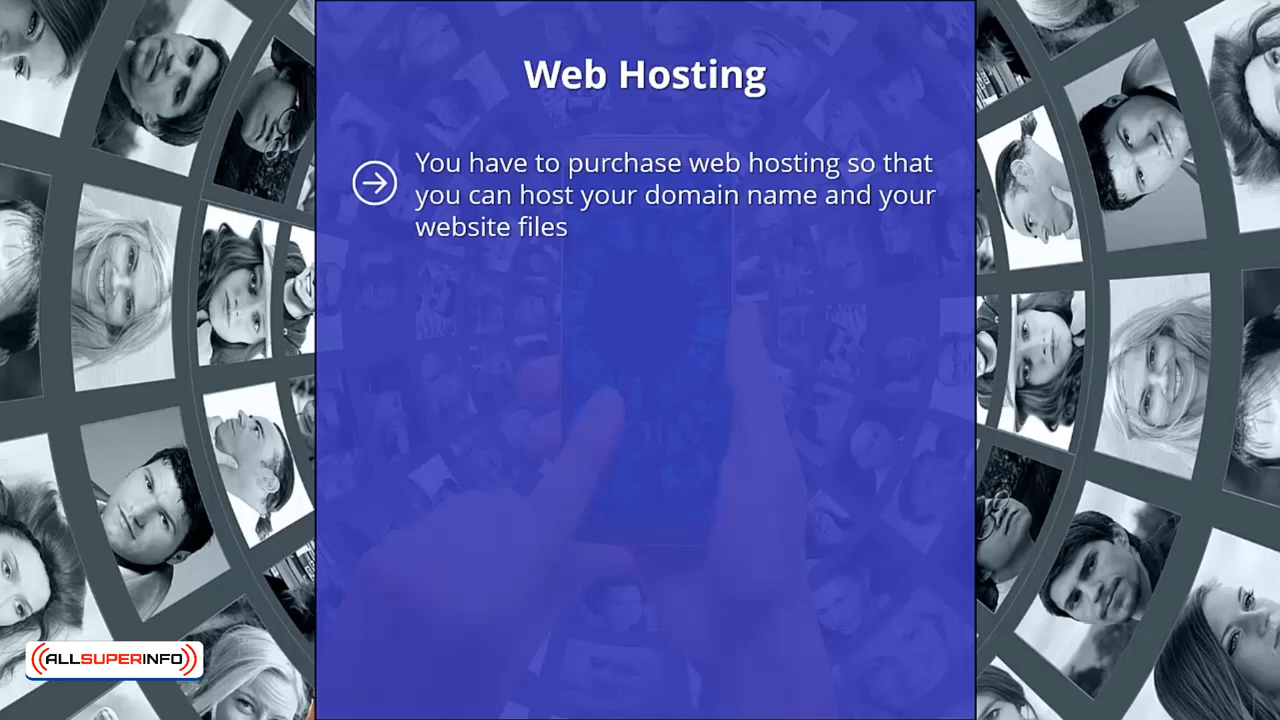 Web Hosting
You have to purchase web hosting so that
you can host your domain name and your
website files
ALLSUPERINFO